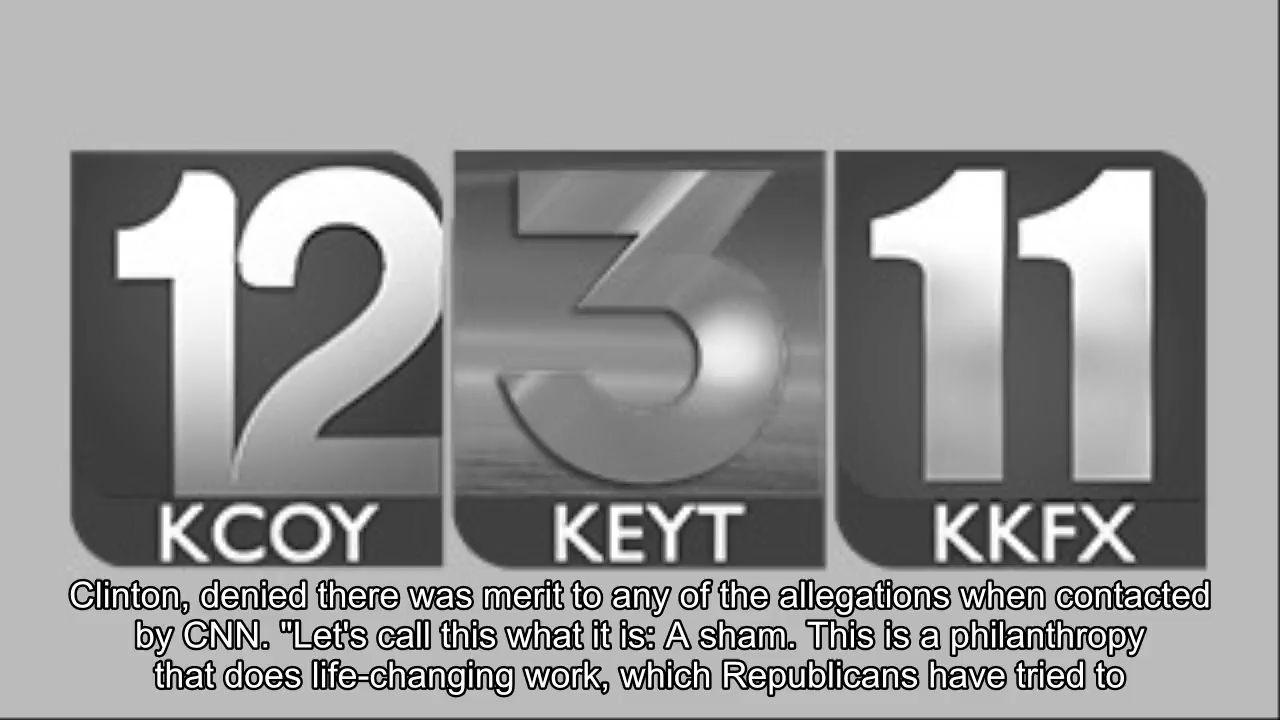 12 3 11
KCOY KEYT KKFX
Clinton, denied there was merit to any of the allegations when contacted
by CNN. "Let's call this what it is: A sham. This is a philanthropy
that does life-changing work, which Republicans have tried to